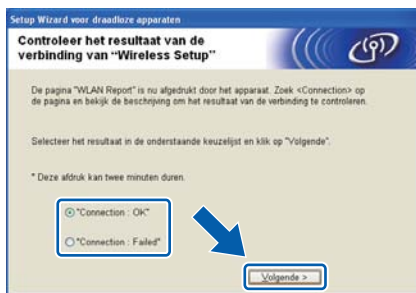 Setup Wizard voor draadloze apparaten
Controleer het resultaat van de
verbinding van “Wireless Setup”
De pagina "WLAN Report" is nu afgedrukt door het apparaat. Zoek <Connection> op
de pagina en bekijk de beschrijving om het resultaat van de verbinding te controleren.
Selecteer het resultaat in de onderstaande keuzelijst en klik op "Volgende".
* Deze afdruk kan twee minuten duren.
"Connection : OK"
"Connection : Failed"
Volgende >